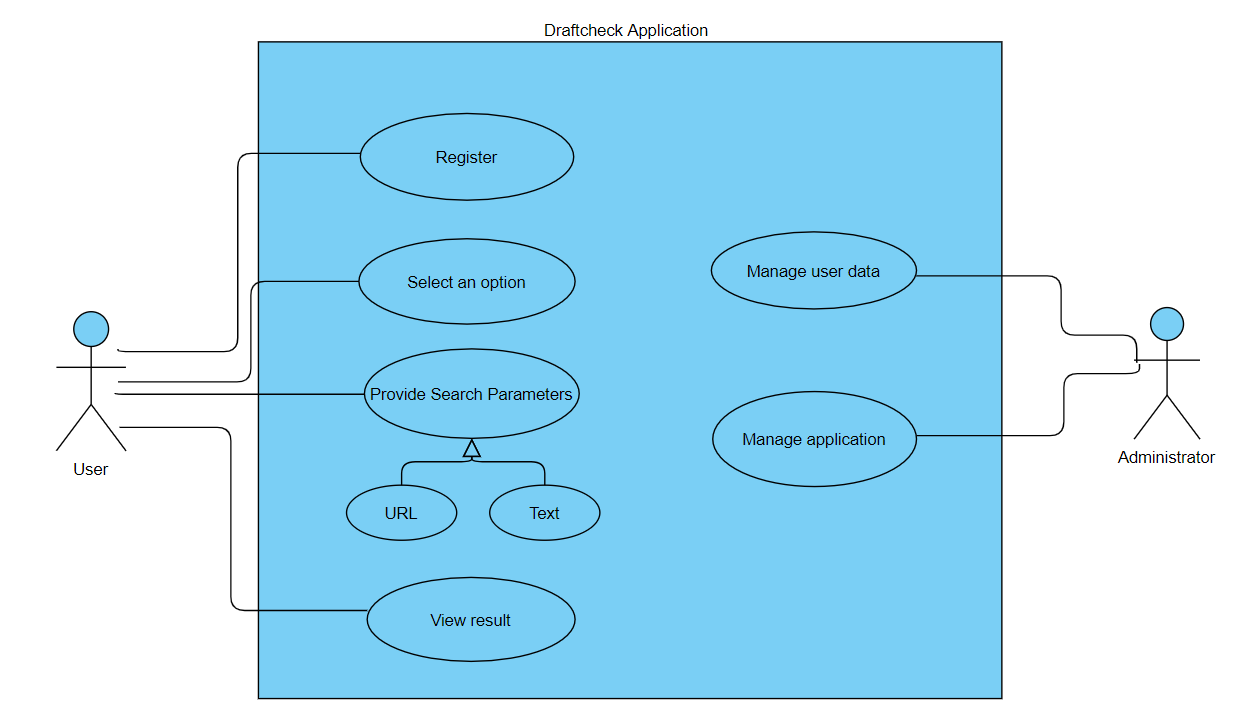 Draftcheck Application
Register
Select an option
Manage user data
Provide Search Parameters
Manage application
User
Administrator
URL
Text
View result